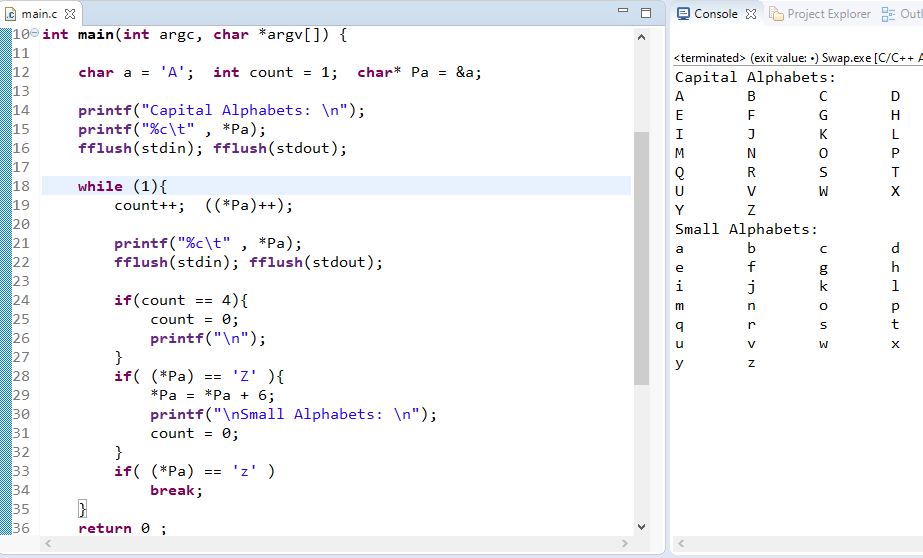 main.c
10 int main(int argc, char *argv[]) {
11
12 char a = 'A';  int count = 1;  char* Pa = &a;
13
14 printf("Capital Alphabets: \n");
15 printf("%c\t" , *Pa);
16 fflush(stdin); fflush(stdout);
17
18 while (1){
19 count++;  ((*Pa)++);
20
21 printf("%c\t" , *Pa);
22 fflush(stdin); fflush(stdout);
23
24 if(count == 4){
25 count = 0;
26 printf("\n");
27 }
28 if( (*Pa) == 'Z' ){
29 *Pa = *Pa + 6;
30 printf("\nSmall Alphabets: \n");
31 count = 0;
32 }
33 if( (*Pa) == 'z' )
34 break;
35 }
36 return 0 ;
Console Project Explorer Outl
<terminated> (exit value: •) Swap.exe [C/C++ A
Capital Alphabets:
A B C D
E F G H
I J K L
M N O P
Q R S T
U V W X
Y Z
Small Alphabets:
a b c d
e f g h
i j k l
m n o p
q r s t
u v w x
y z